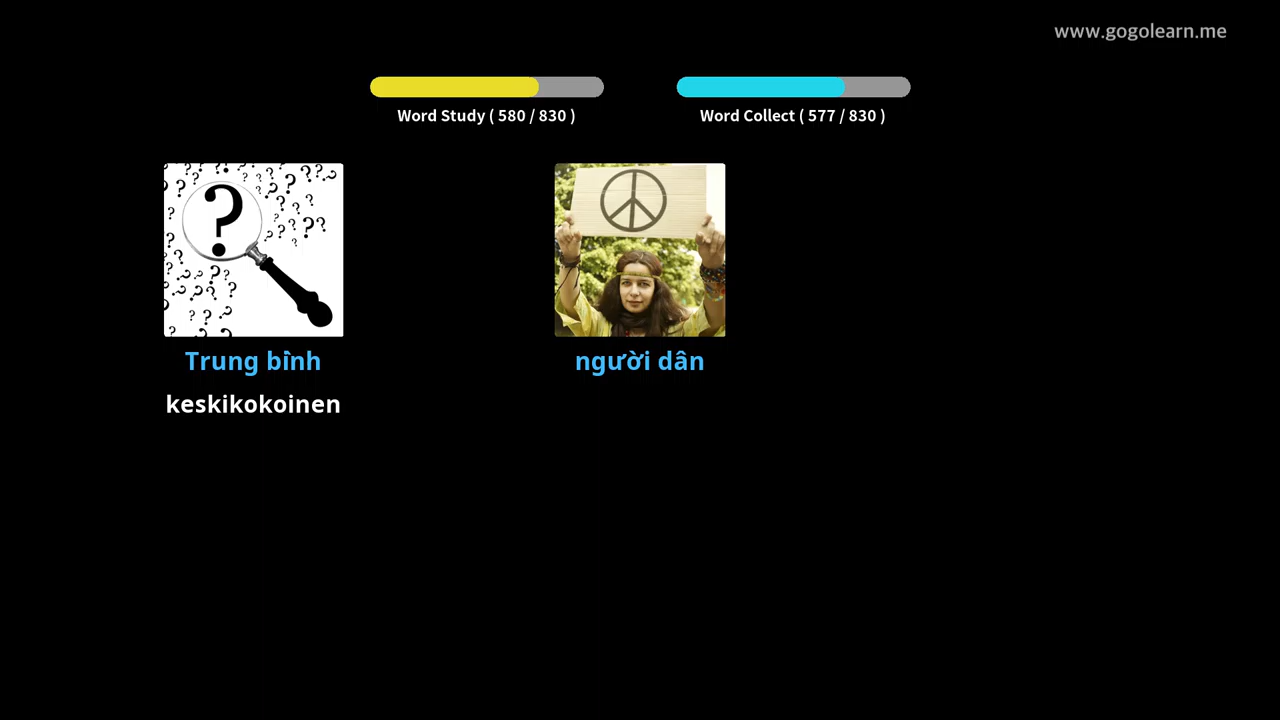 www.gogolearn.me
Word Study ( 580 / 830 )
Word Collect ( 577 / 830 )
Trung bình
người dân
keskikokoinen